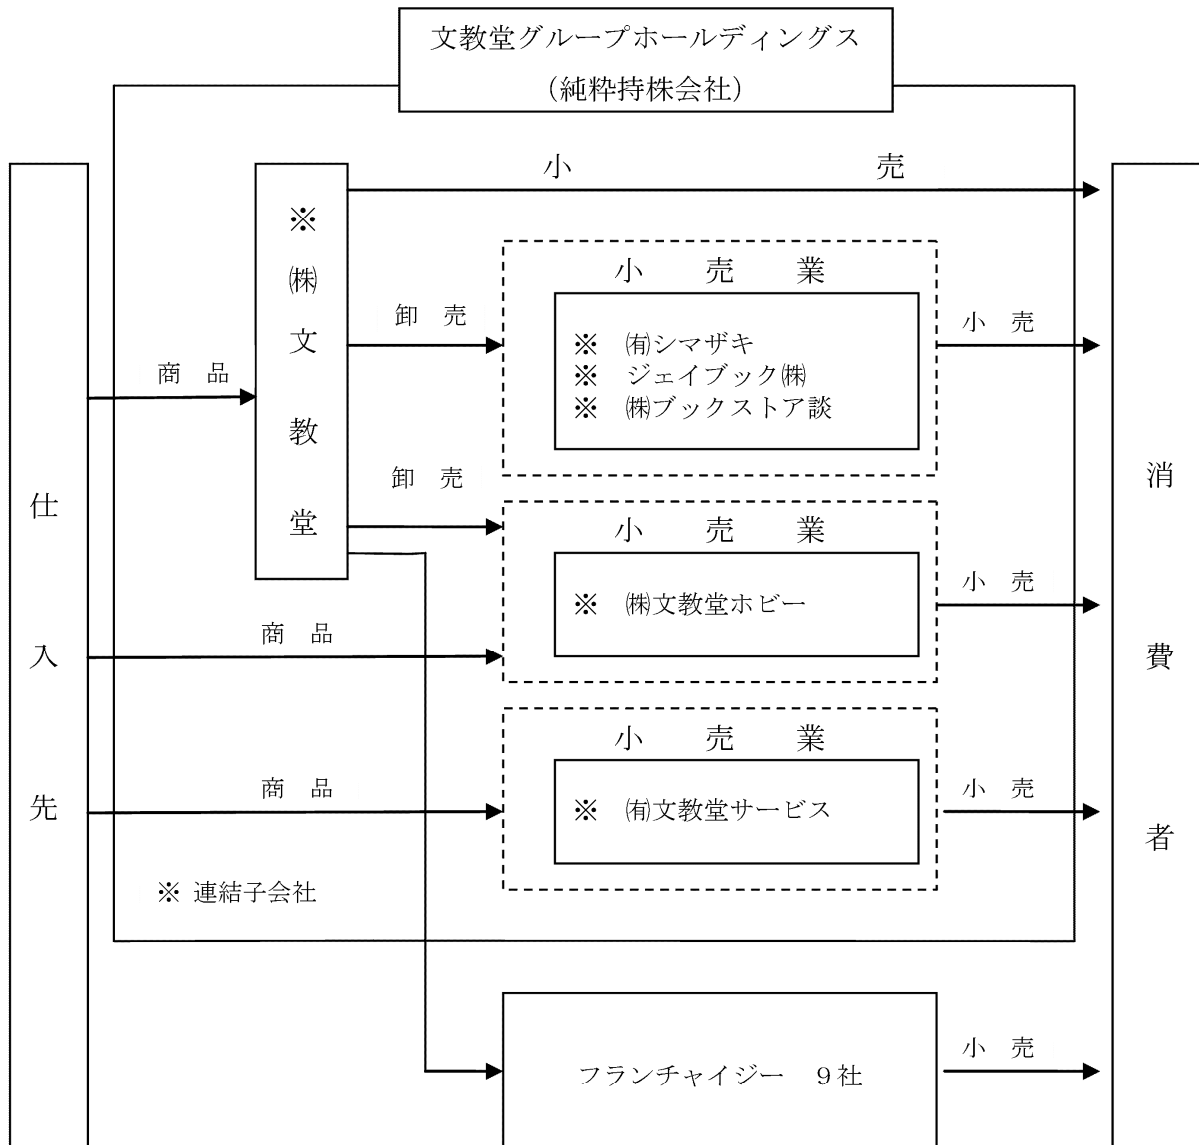 文教堂グループホールディングス
（純粋持株会社）
小 売
※㈱文教堂
小 売 業
卸 売
小 売
※ ㈲シマザキ
※ ジェイブック㈱
※ ㈱ブックストア談
商 品
卸 売
仕入先
消費者
小 売 業
小 売
※ ㈱文教堂ホビー
商 品
小 売 業
商 品
小 売
※ ㈲文教堂サービス
※ 連結子会社
小 売
フランチャイジー ９社